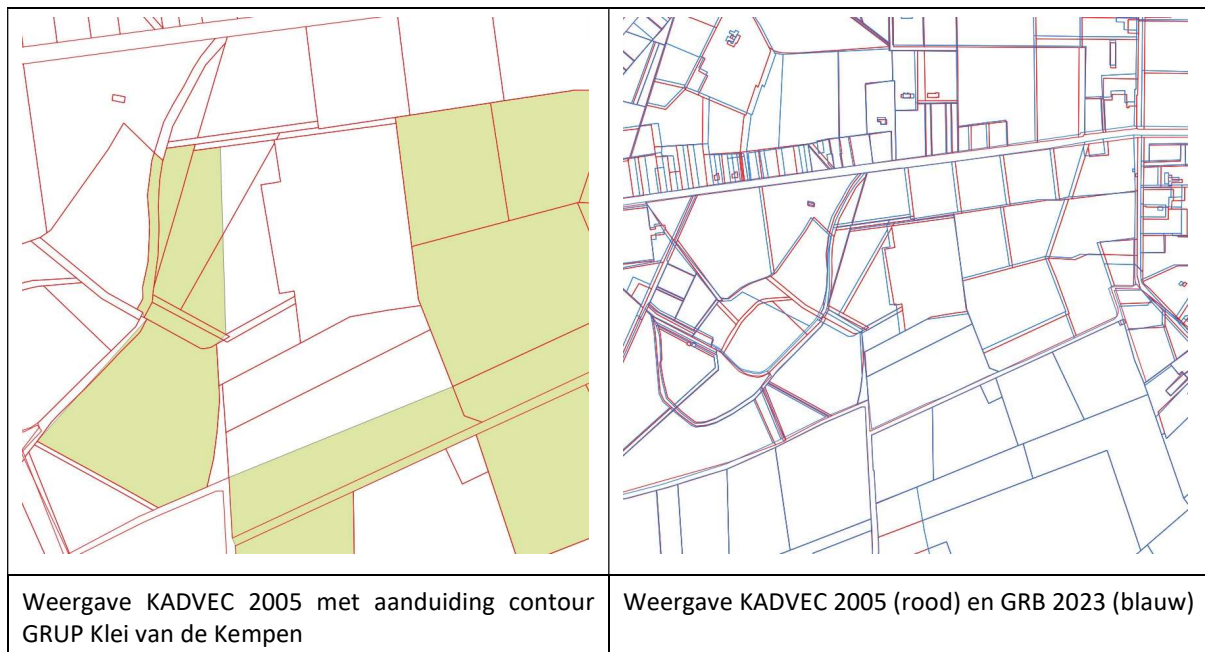 Weergave KADVEC 2005 met aanduiding contour
GRUP Klei van de Kempen
Weergave KADVEC 2005 (rood) en GRB 2023 (blauw)